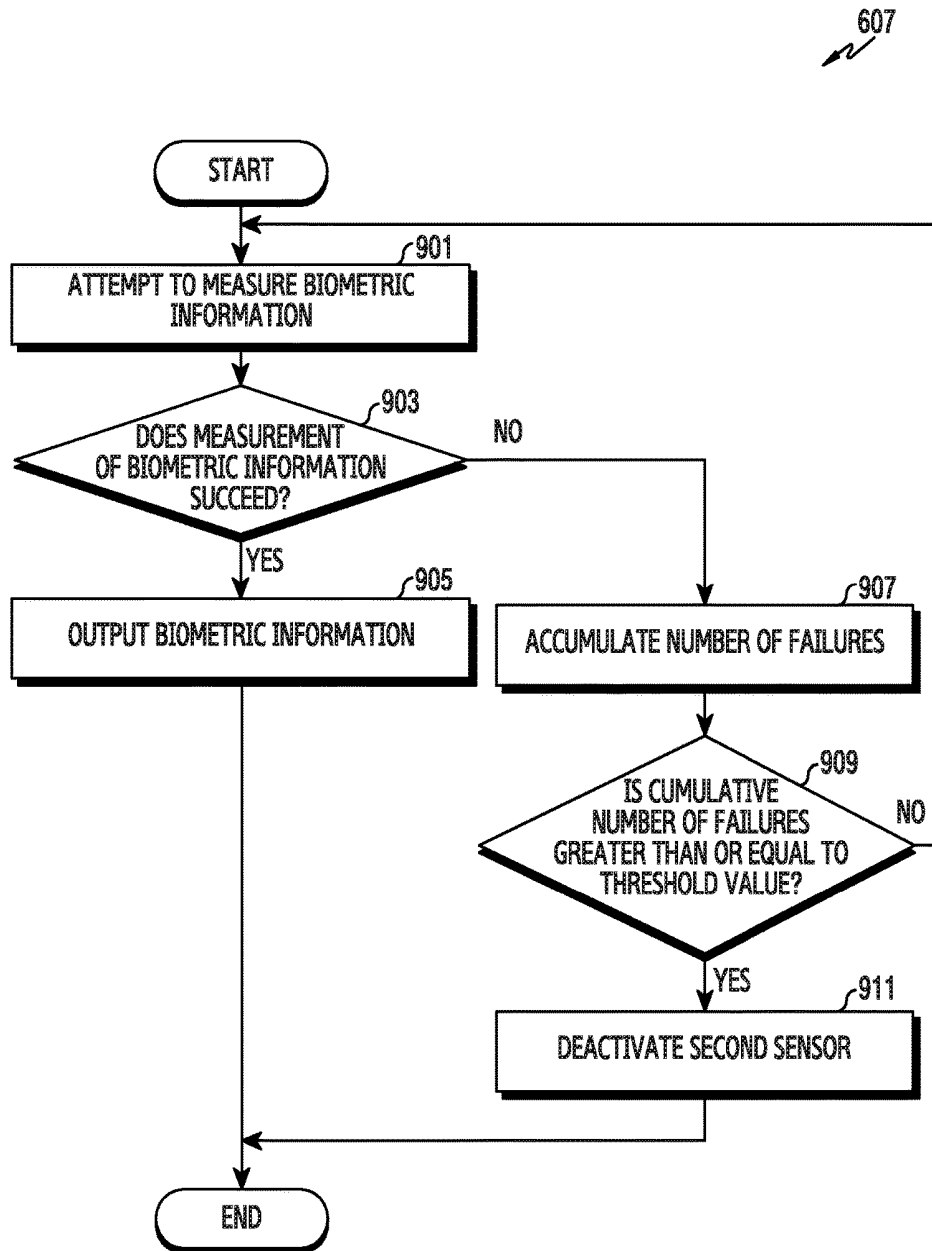 607
START
901
ATTEMPT TO MEASURE BIOMETRIC
INFORMATION
903
DOES MEASUREMENT
OF BIOMETRIC INFORMATION
SUCCEED?
NO
YES
905
OUTPUT BIOMETRIC INFORMATION
907
ACCUMULATE NUMBER OF FAILURES
909
IS CUMULATIVE
NUMBER OF FAILURES
GREATER THAN OR EQUAL TO
THRESHOLD VALUE?
NO
YES
911
DEACTIVATE SECOND SENSOR
END